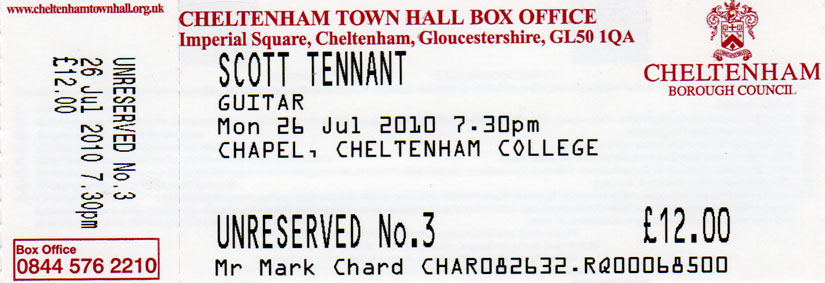 www.cheltenhamtownhall.org.uk
UNRESERVED No.3
26 Jul 2010 7.30pm
£12.00
Box Office
0844 576 2210
CHELTENHAM TOWN HALL BOX OFFICE
Imperial Square, Cheltenham, Gloucestershire, GL50 1QA
SCOTT TENNANT
GUITAR
Mon 26 Jul 2010 7.30pm
CHAPEL, CHELTENHAM COLLEGE
UNRESERVED No.3 £12.00
Mr Mark Chard CHAR082632.RQ00068500
CHELTENHAM
BOROUGH COUNCIL